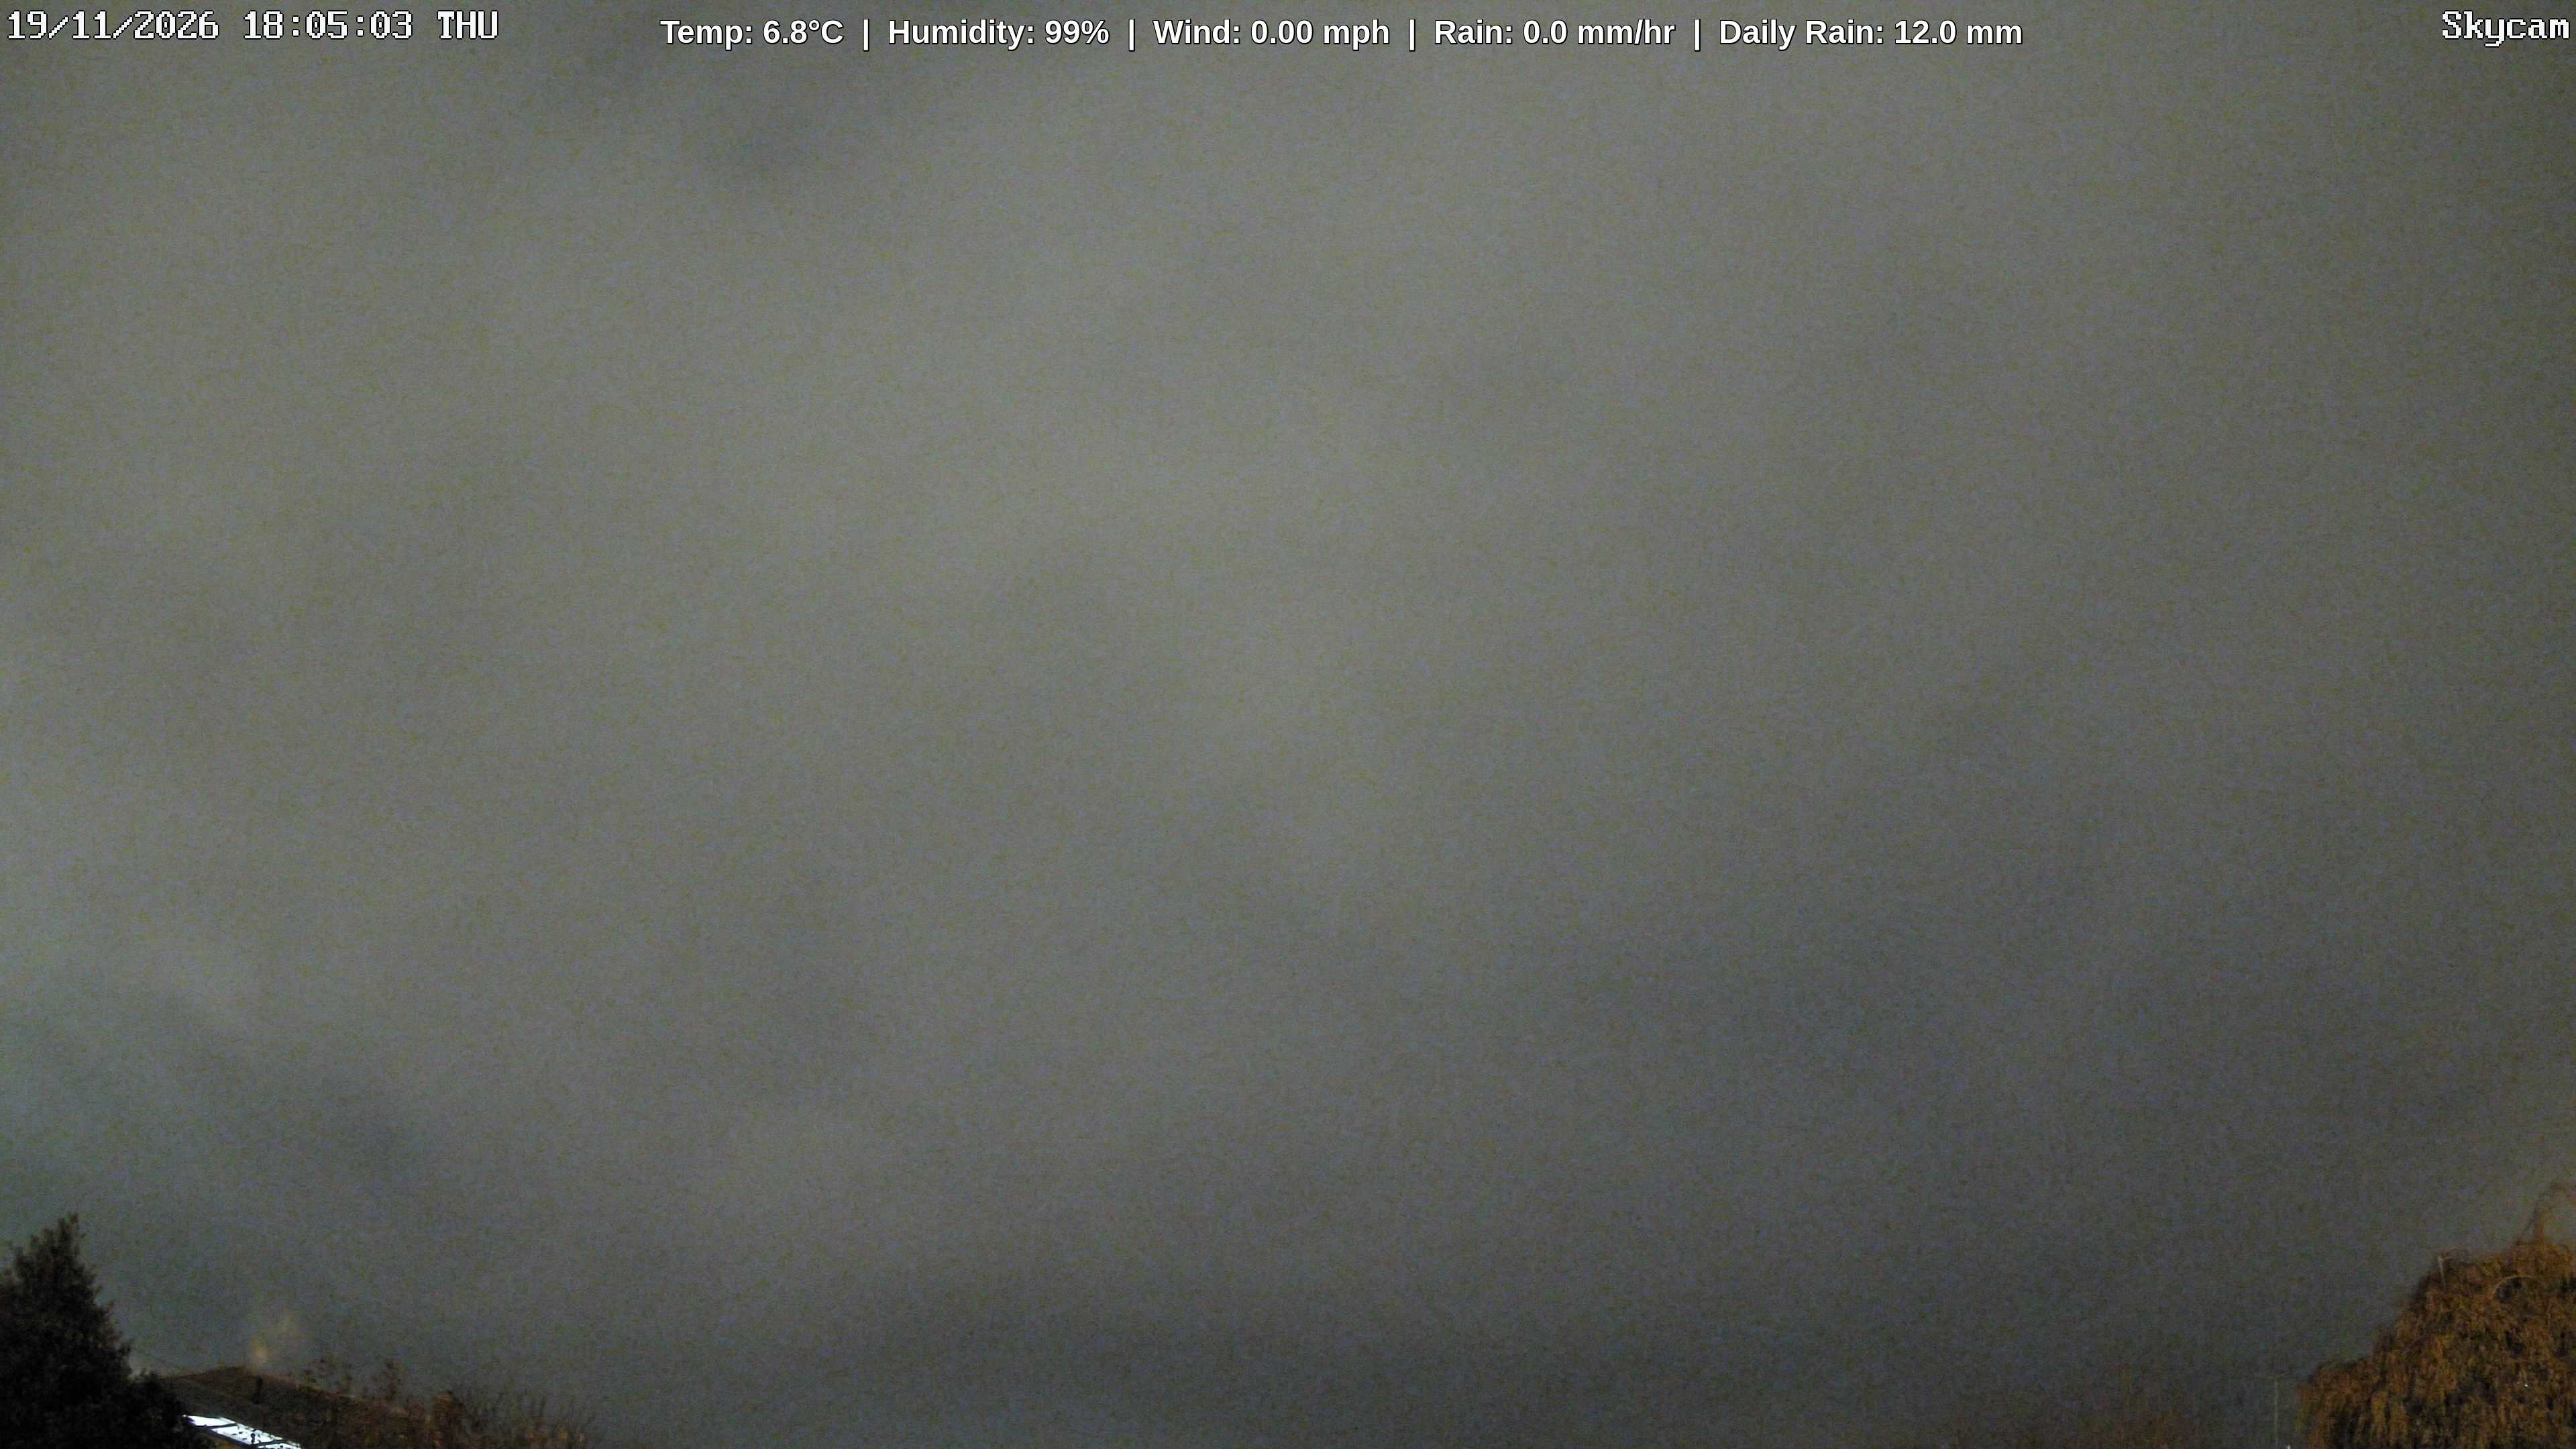 19/11/2026 18:05:03 THU
Temp: 6.8°C | Humidity: 99% | Wind: 0.00 mph | Rain: 0.0 mm/hr | Daily Rain: 12.0 mm
Skycam